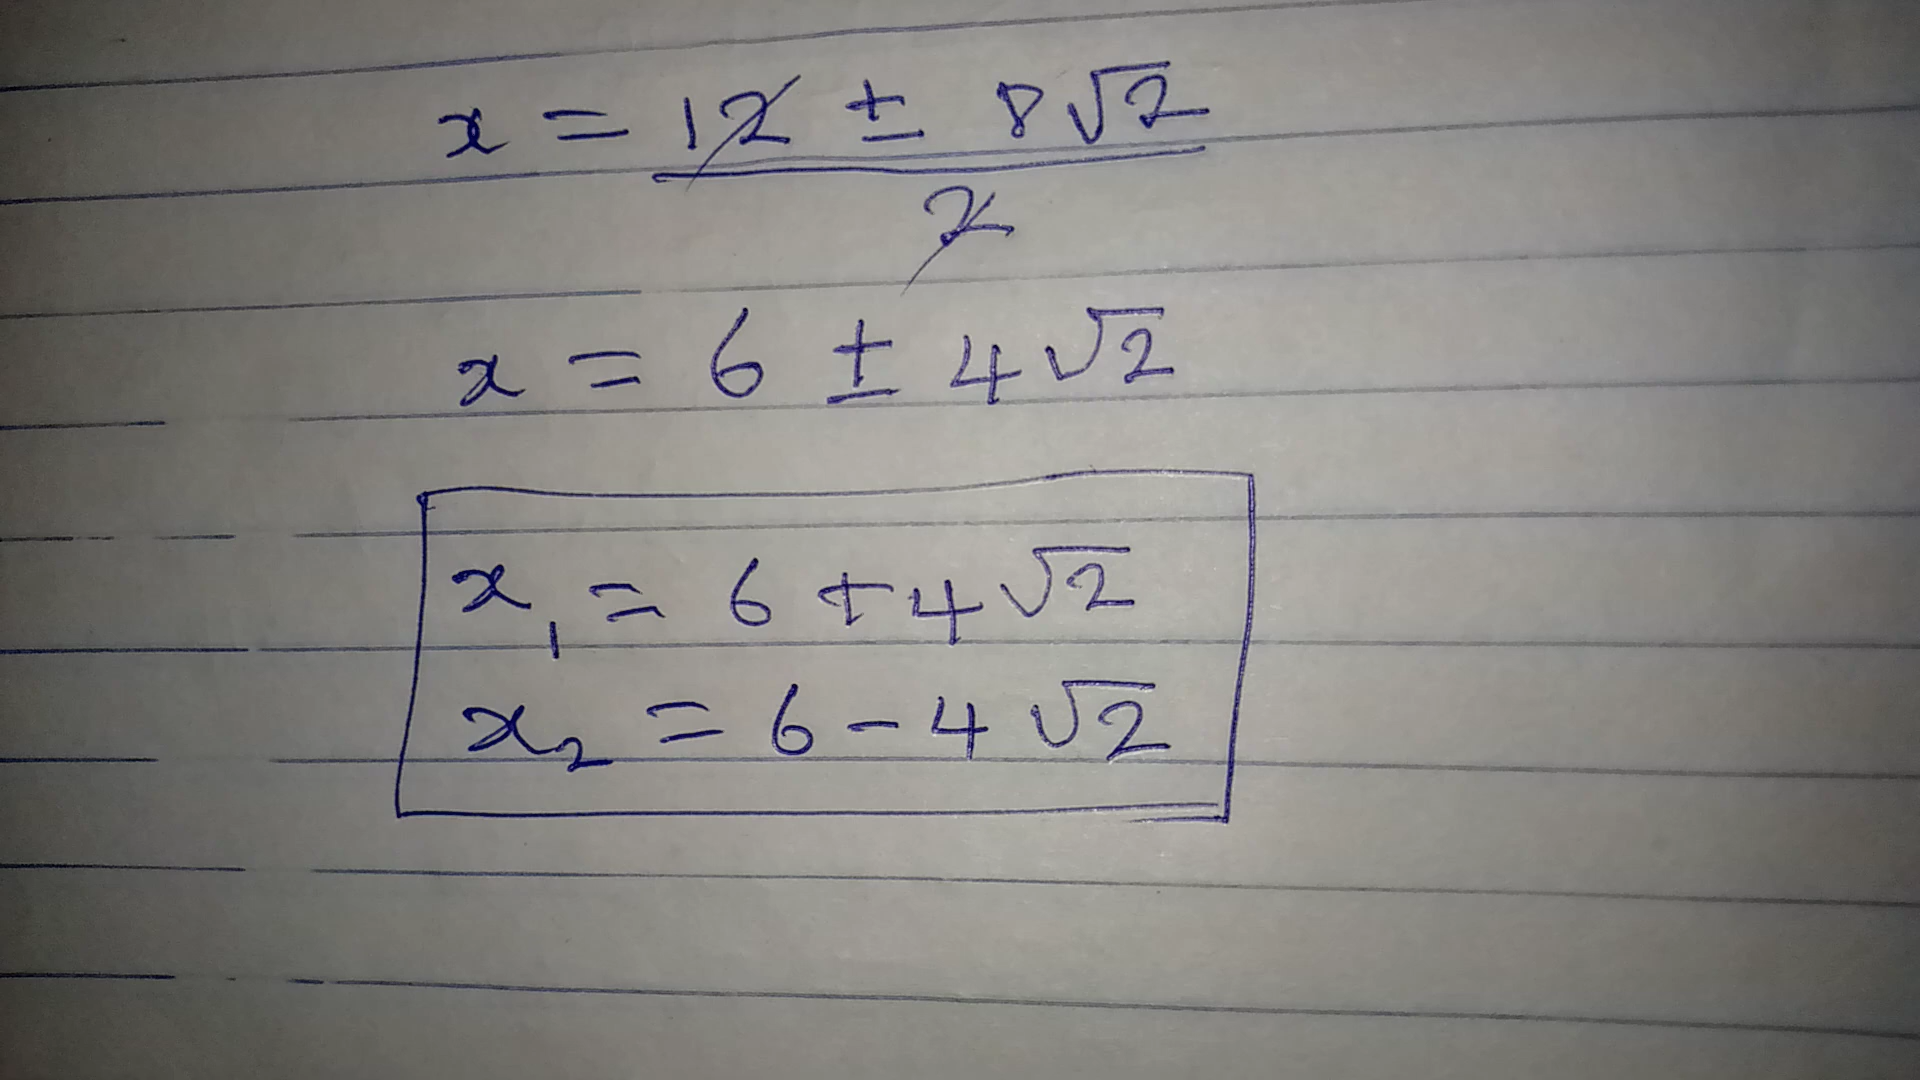 x = 12 ± 8√2
2
x = 6 ± 4√2
x₁ = 6 + 4√2
x₂ = 6 - 4√2